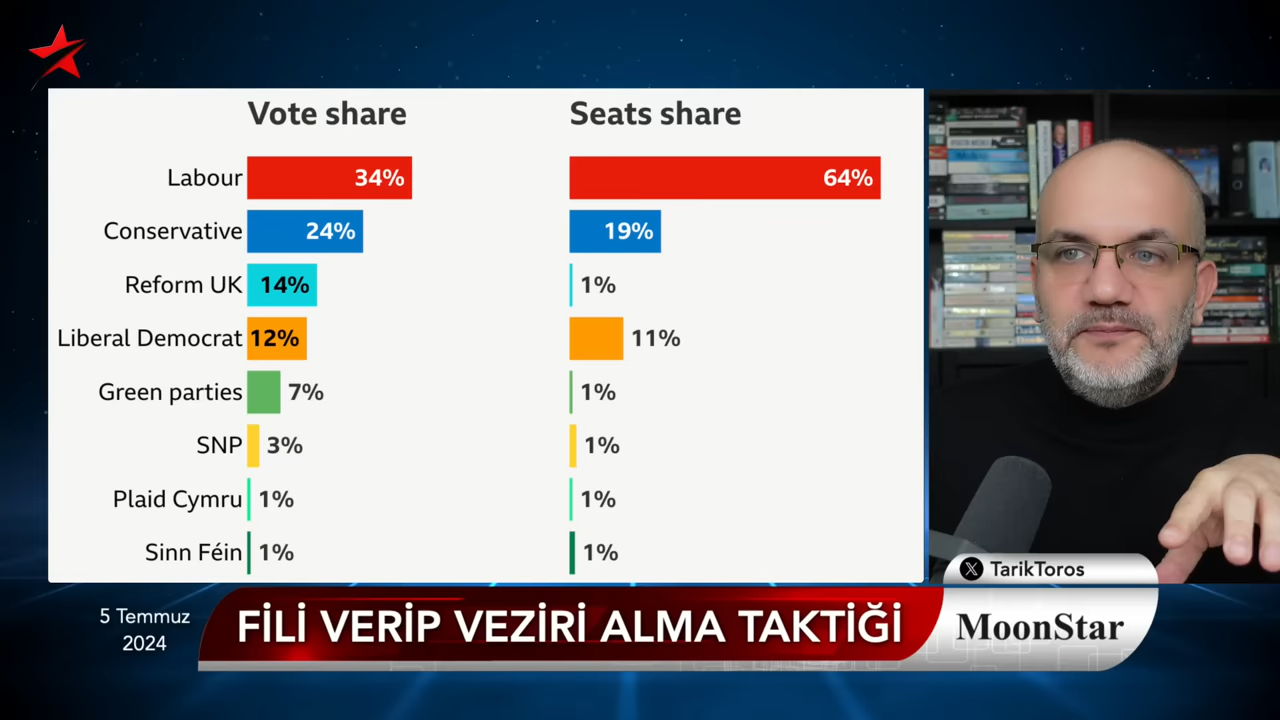 Vote share
Seats share
Labour 34% 64%
Conservative 24% 19%
Reform UK 14% 1%
Liberal Democrat 12% 11%
Green parties 7% 1%
SNP 3% 1%
Plaid Cymru 1% 1%
Sinn Féin 1% 1%
TarikToros
5 Temmuz
2024
FİLİ VERİP VEZİRİ ALMA TAKTİĞİ
MoonStar